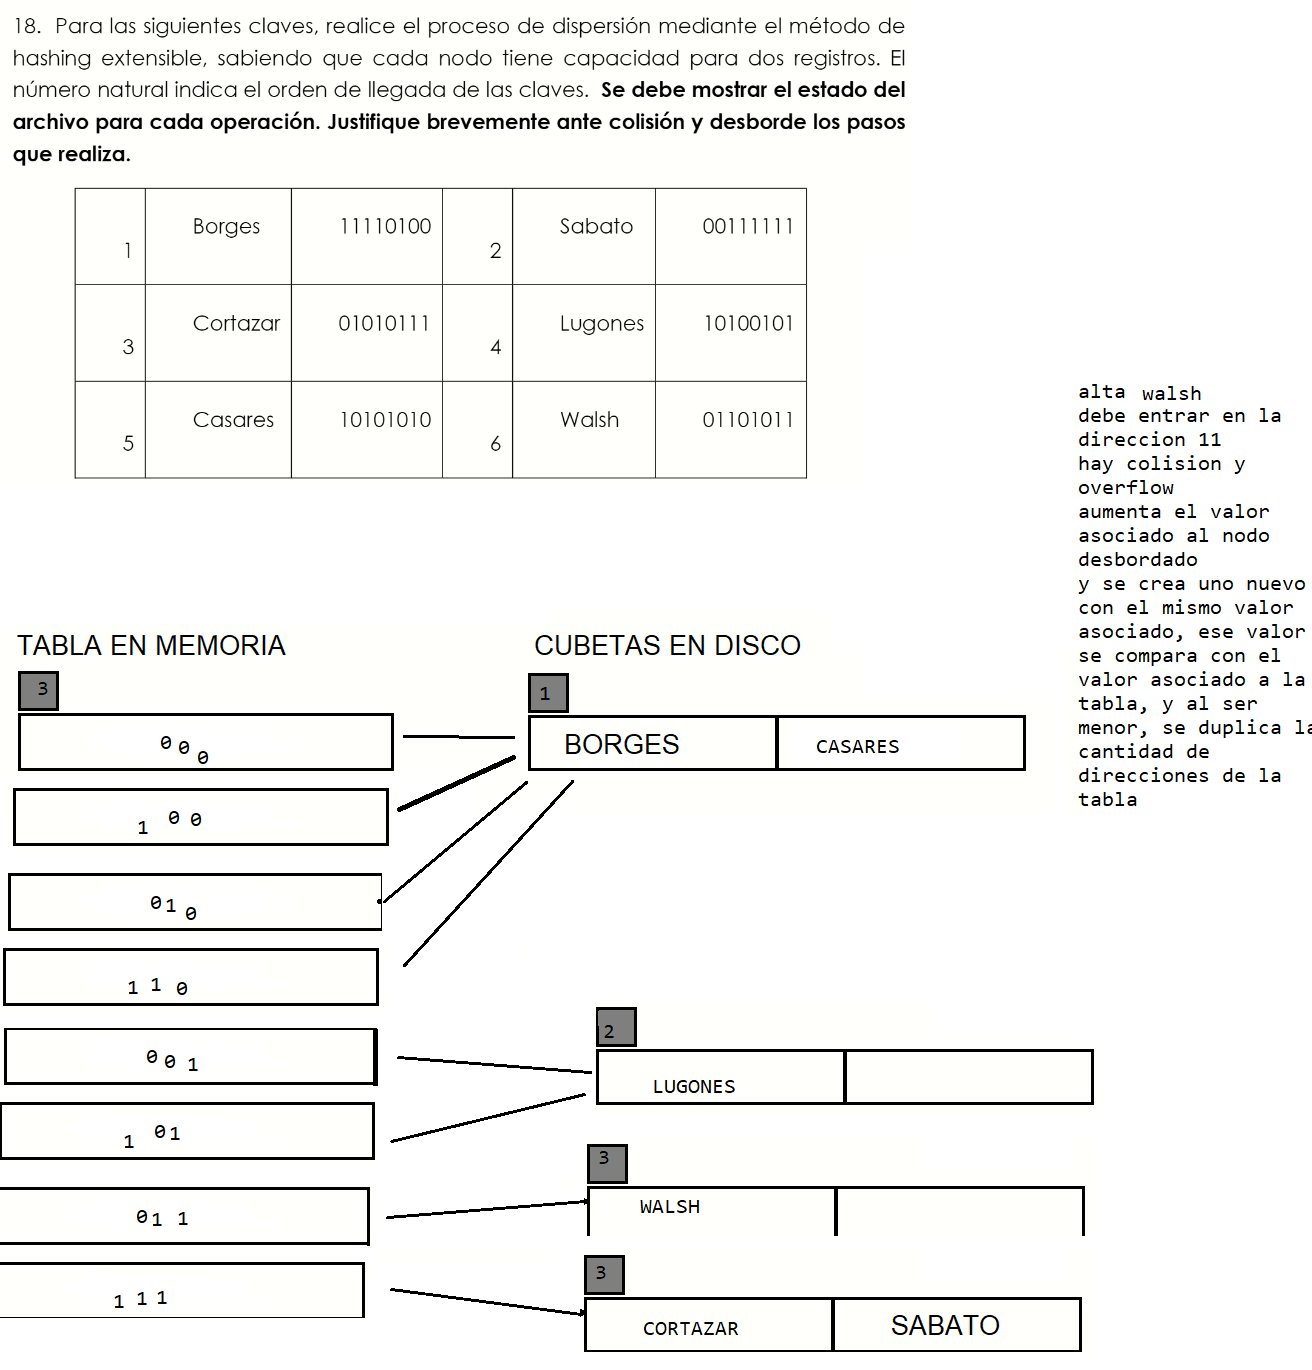 18. Para las siguientes claves, realice el proceso de dispersión mediante el método de
hashing extensible, sabiendo que cada nodo tiene capacidad para dos registros. El
número natural indica el orden de llegada de las claves. Se debe mostrar el estado del
archivo para cada operación. Justifique brevemente ante colisión y desborde los pasos
que realiza.
1 Borges 11110100 2 Sabato 00111111
3 Cortazar 01010111 4 Lugones 10100101
5 Casares 10101010 6 Walsh 01101011
alta walsh
debe entrar en la
direccion 11
hay colision y
overflow
aumenta el valor
asociado al nodo
desbordado
y se crea uno nuevo
con el mismo valor
asociado, ese valor
se compara con el
valor asociado a la
tabla, y al ser
menor, se duplica la
cantidad de
direcciones de la
tabla
TABLA EN MEMORIA CUBETAS EN DISCO
3 1
0 0 0 BORGES CASARES
1 0 0
0 1 0
1 1 0
2
0 0 1 LUGONES
1 0 1
3
0 1 1 WALSH
3
1 1 1 CORTAZAR SABATO